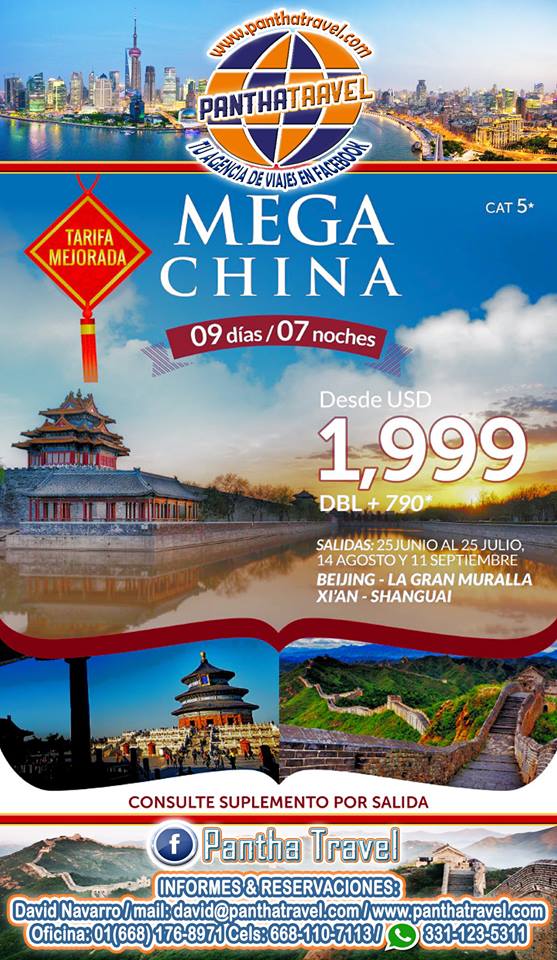 www.panthatravel.com
PANTHATRAVEL
TU AGENCIA DE VIAJES EN FACEBOOK
MEGA
CHINA
CAT 5*
TARIFA
MEJORADA
09 días / 07 noches
Desde USD
1,999
DBL + 790*
SALIDAS: 25JUNIO AL 25 JULIO,
14 AGOSTO Y 11 SEPTIEMBRE
BEIJING - LA GRAN MURALLA
XI'AN - SHANGUAI
CONSULTE SUPLEMENTO POR SALIDA
f Pantha Travel
INFORMES & RESERVACIONES:
David Navarro / mail: david@panthatravel.com / www.panthatravel.com
Oficina: 01(668) 176-8971 Cels: 668-110-7113 / 331-123-5311